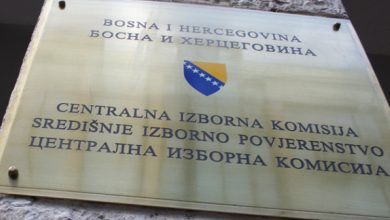 BOSNA I HERCEGOVINA
БОСНА И ХЕРЦЕГОВИНА
CENTRALNA IZBORNA KOMISIJA
SREDIŠNJE IZBORNO POVJERENSTVO
ЦЕНТРАЛНА ИЗБОРНА КОМИСИЈА